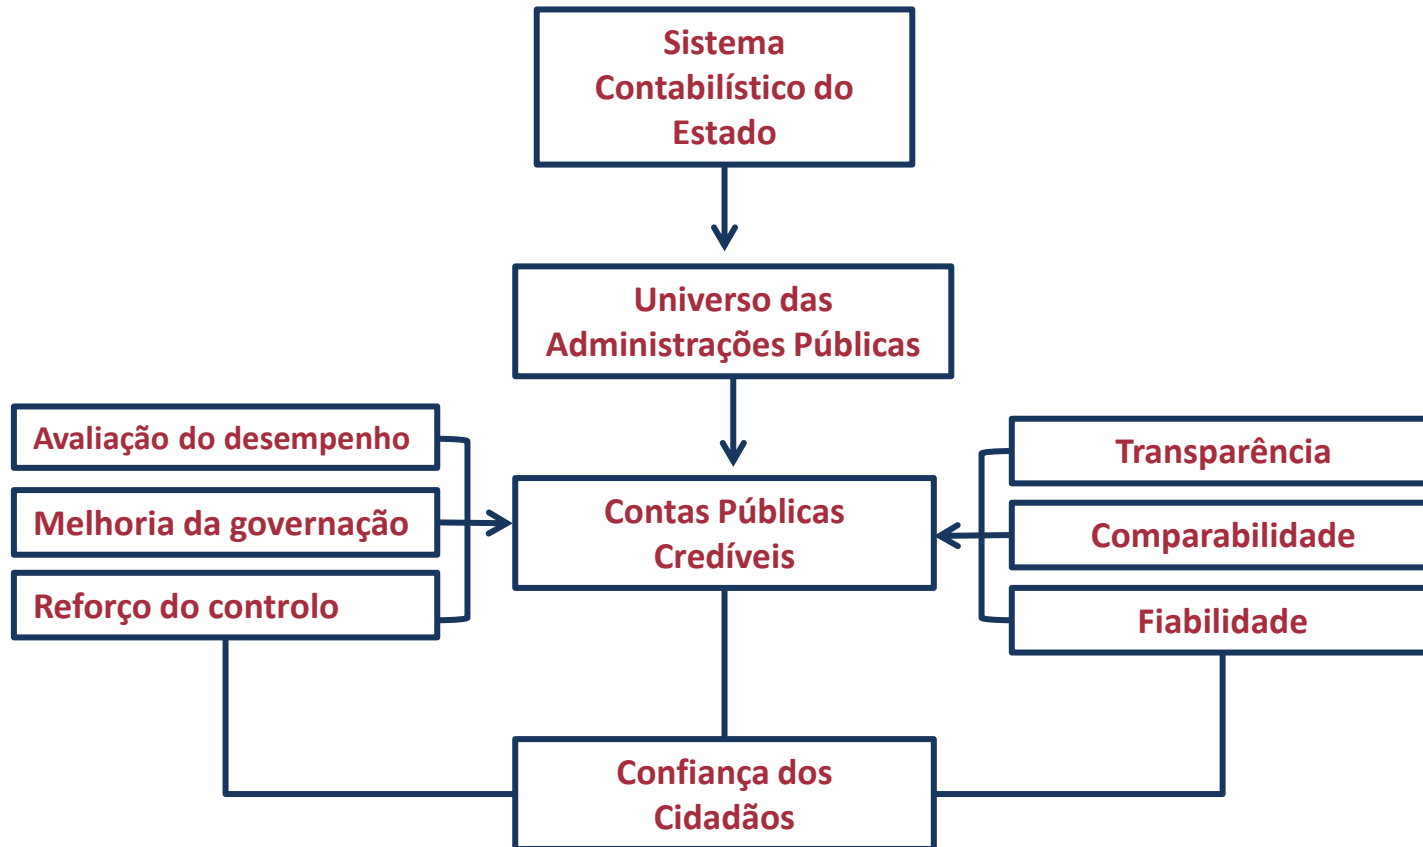 Sistema
Contabilístico do
Estado
Universo das
Administrações Públicas
Avaliação do desempenho
Melhoria da governação
Reforço do controlo
Contas Públicas
Credíveis
Transparência
Comparabilidade
Fiabilidade
Confiança dos
Cidadãos